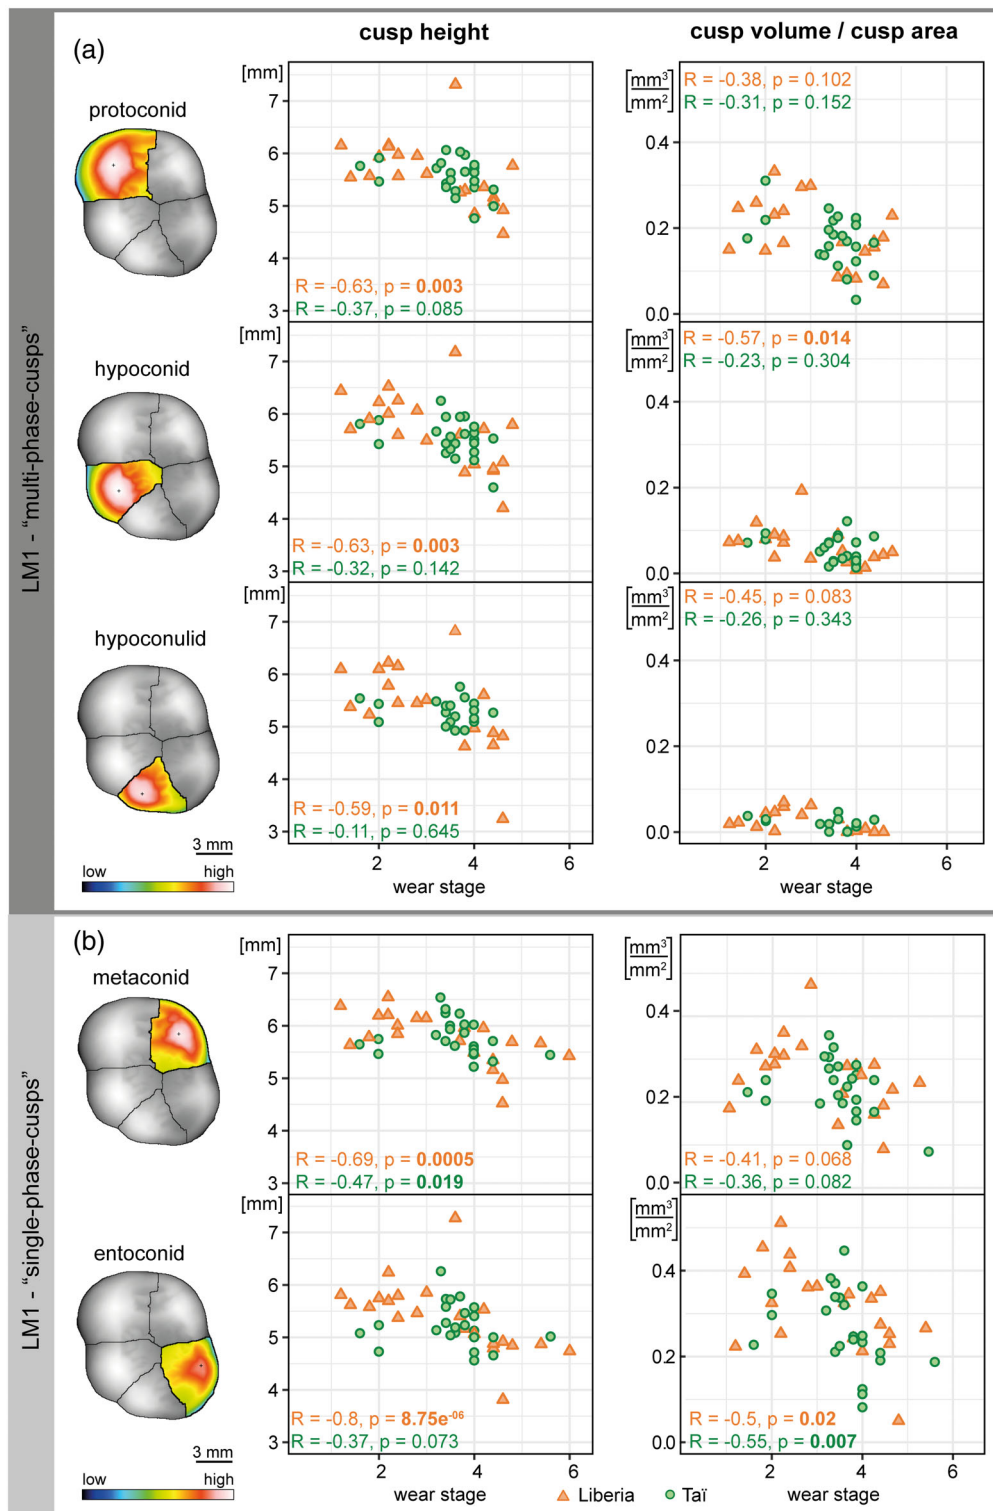 cusp height
cusp volume / cusp area
LM1 - “multi-phase-cusps”
(a)
protoconid
[mm]
7
6
5
4
3
R = -0.63, p = 0.003
R = -0.37, p = 0.085
[mm³/mm²]
R = -0.38, p = 0.102
R = -0.31, p = 0.152
0.4
0.2
0.0
hypoconid
[mm]
7
6
5
4
3
R = -0.63, p = 0.003
R = -0.32, p = 0.142
[mm³/mm²]
R = -0.57, p = 0.014
R = -0.23, p = 0.304
0.4
0.2
0.0
hypoconulid
[mm]
7
6
5
4
3
R = -0.59, p = 0.011
R = -0.11, p = 0.645
[mm³/mm²]
R = -0.45, p = 0.083
R = -0.26, p = 0.343
0.4
0.2
0.0
3 mm
low high
2 4 6
wear stage
2 4 6
wear stage
LM1 - “single-phase-cusps”
(b)
metaconid
[mm]
7
6
5
4
3
R = -0.69, p = 0.0005
R = -0.47, p = 0.019
[mm³/mm²]
0.4
0.2
0.0
R = -0.41, p = 0.068
R = -0.36, p = 0.082
entoconid
[mm]
7
6
5
4
3
R = -0.8, p = 8.75e⁻⁰⁶
R = -0.37, p = 0.073
[mm³/mm²]
0.4
0.2
0.0
R = -0.5, p = 0.02
R = -0.55, p = 0.007
3 mm
low high
2 4 6
wear stage
2 4 6
wear stage
Liberia Taï